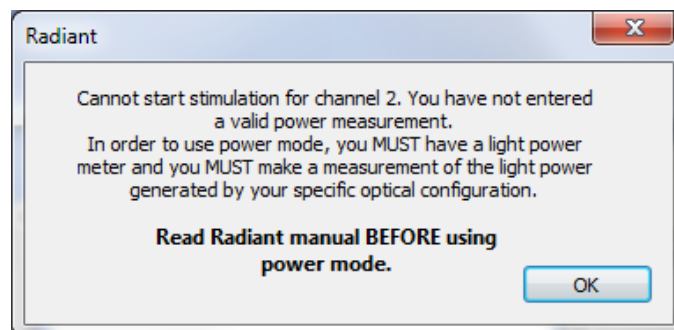 Radiant
Cannot start stimulation for channel 2. You have not entered
a valid power measurement.
In order to use power mode, you MUST have a light power
meter and you MUST make a measurement of the light power
generated by your specific optical configuration.
Read Radiant manual BEFORE using
power mode.
OK